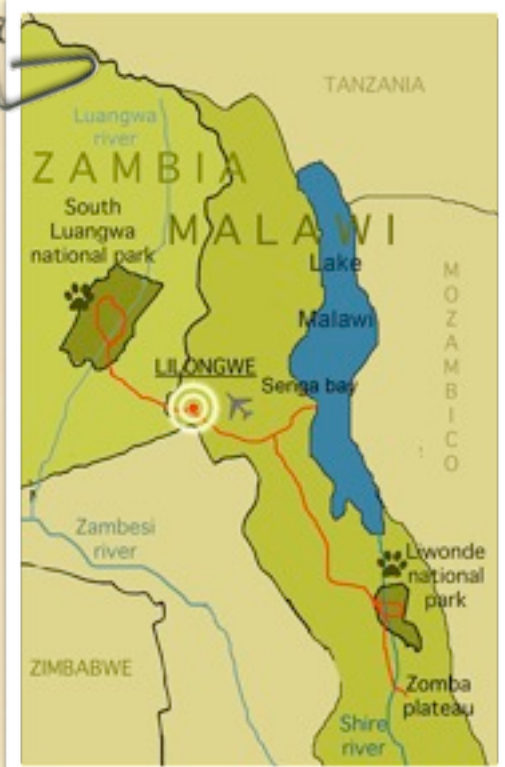 TANZANIA
Luangwa
river
ZAMBIA
South
Luangwa
national park
MALAWI
Lake
Malawi
MOZAMBICO
LILONGWE
Senga bay
Zambesi
river
Liwonde
national
park
ZIMBABWE
Zomba
plateau
Shire
river